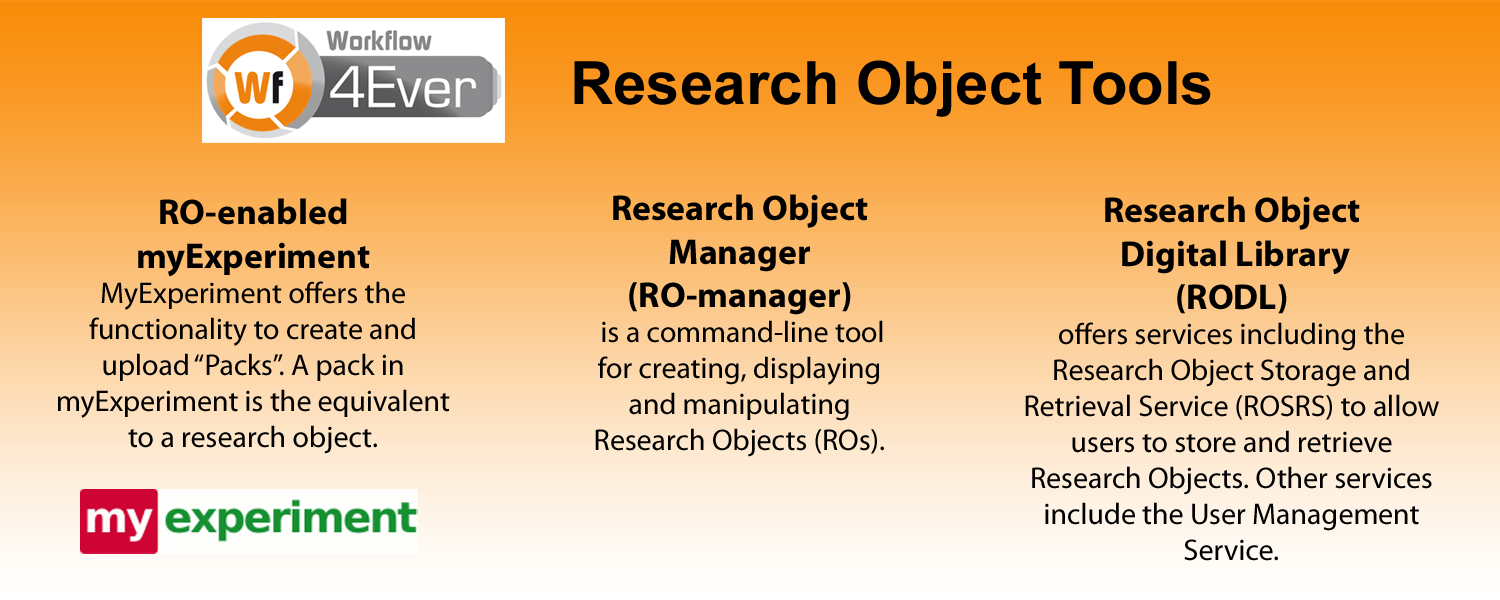 Workflow
Wf
4Ever
Research Object Tools
RO-enabled
myExperiment
MyExperiment offers the
functionality to create and
upload “Packs”. A pack in
myExperiment is the equivalent
to a research object.
my experiment
Research Object
Manager
(RO-manager)
is a command-line tool
for creating, displaying
and manipulating
Research Objects (ROs).
Research Object
Digital Library
(RODL)
offers services including the
Research Object Storage and
Retrieval Service (ROSRS) to allow
users to store and retrieve
Research Objects. Other services
include the User Management
Service.